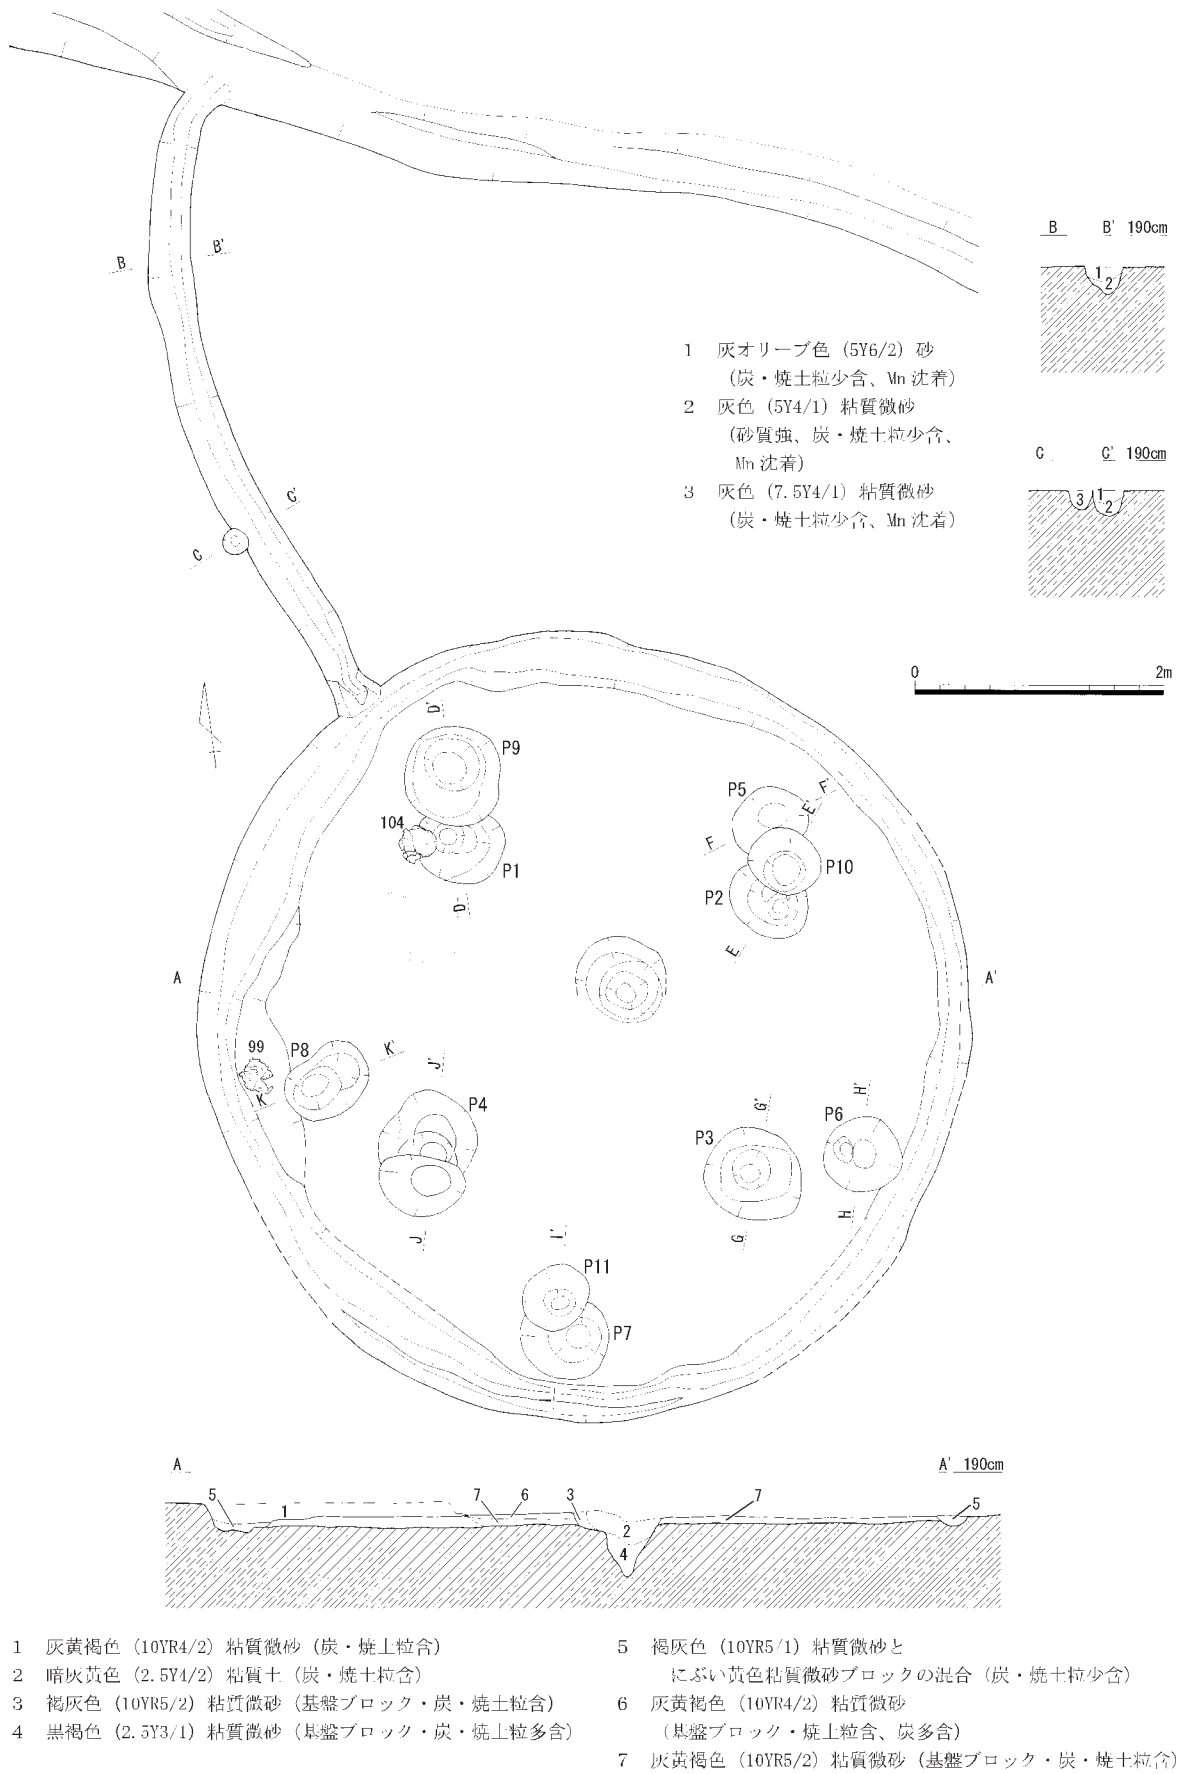 B B' 190cm
1
2
B B'
1 灰オリーブ色 (5Y6/2) 砂
(炭・焼土粒少含、Mn 沈着)
2 灰色 (5Y4/1) 粘質微砂
(砂質強、炭・焼土粒少含、
Mn 沈着)
3 灰色 (7.5Y4/1) 粘質微砂
(炭・焼土粒少含、Mn 沈着)
C C' 190cm
3 1
2
C'
C
0 2m
D'
P9
P5
F'
E'
104
F
P1
P10
P2
D
E
A A'
99
P8
K'
J'
K
P4
G'
H'
P3
P6
J
G
H
I'
P11
P7
A A' 190cm
5 1 7 6 3 2 4 7 5
1 灰黄褐色 (10YR4/2) 粘質微砂 (炭・焼土粒含)
2 暗灰黄色 (2.5Y4/2) 粘質土 (炭・焼土粒含)
3 褐灰色 (10YR5/2) 粘質微砂 (基盤ブロック・炭・焼土粒含)
4 黒褐色 (2.5Y3/1) 粘質微砂 (基盤ブロック・炭・焼土粒多含)
5 褐灰色 (10YR5/1) 粘質微砂と
にぶい黄色粘質微砂ブロックの混合 (炭・焼土粒少含)
6 灰黄褐色 (10YR4/2) 粘質微砂
(基盤ブロック・焼土粒含、炭多含)
7 灰黄褐色 (10YR5/2) 粘質微砂 (基盤ブロック・炭・焼土粒含)